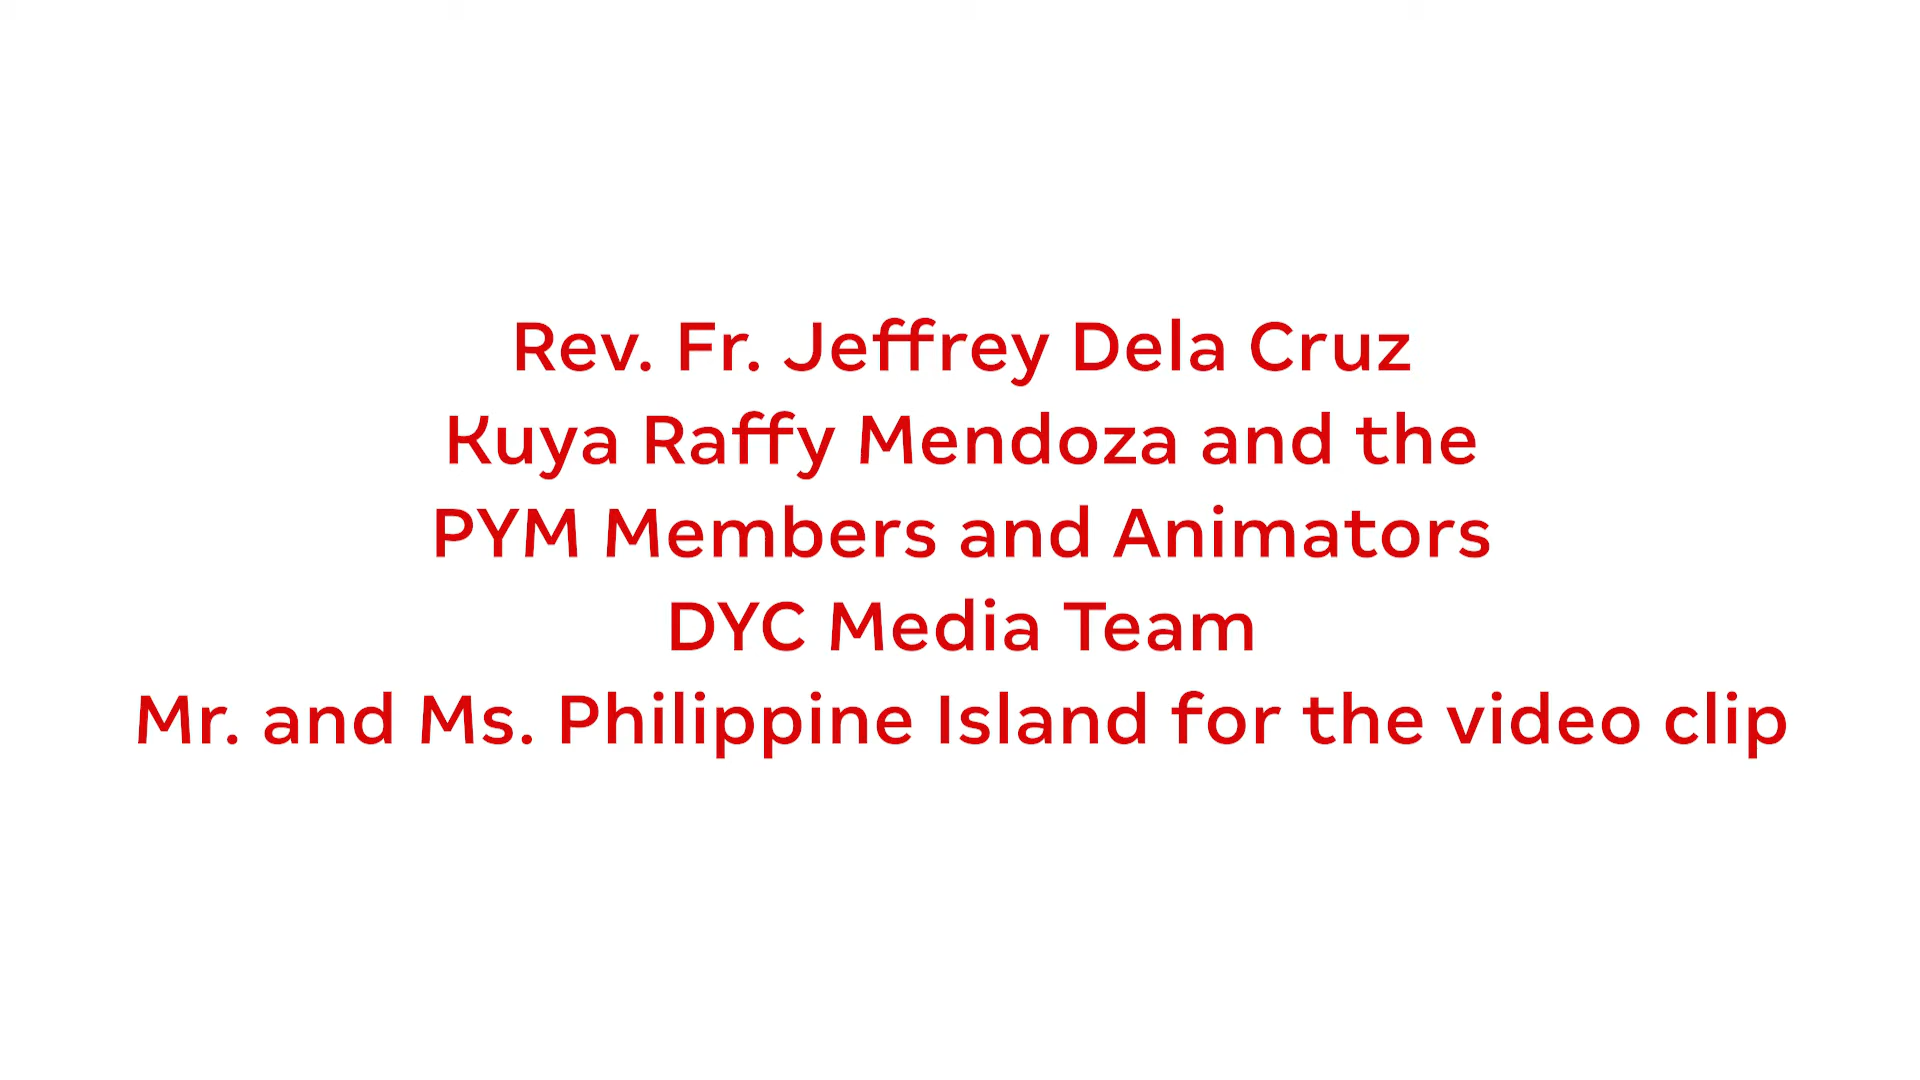 Rev. Fr. Jeffrey Dela Cruz
Kuya Raffy Mendoza and the
PYM Members and Animators
DYC Media Team
Mr. and Ms. Philippine Island for the video clip